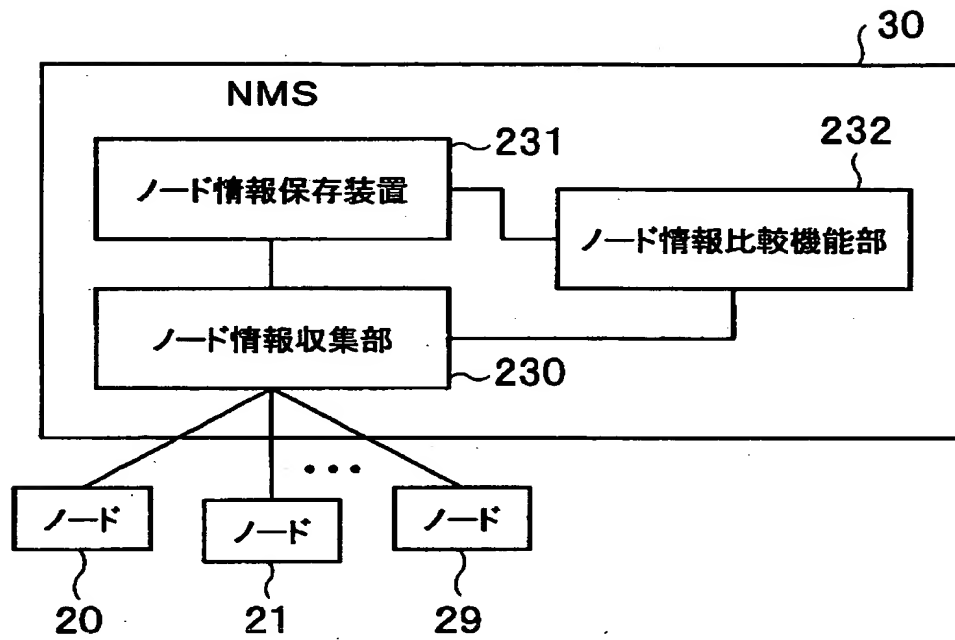 30
NMS
231
232
ノード情報保存装置
ノード情報比較機能部
ノード情報収集部
230
•••
ノード
ノード
ノード
20
21
29